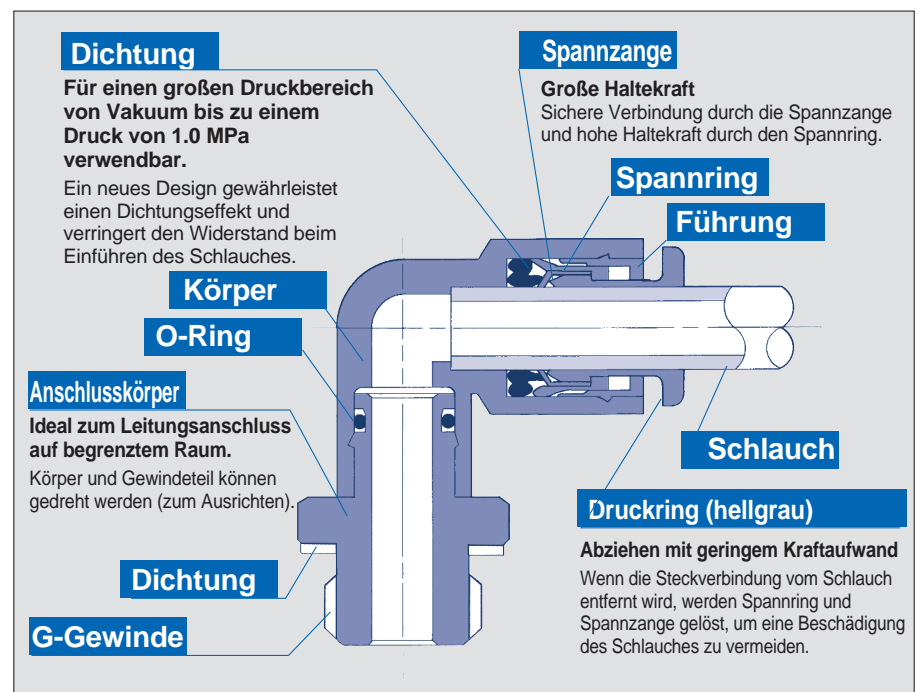 Dichtung
Für einen großen Druckbereich
von Vakuum bis zu einem
Druck von 1.0 MPa
verwendbar.
Ein neues Design gewährleistet
einen Dichtungseffekt und
verringert den Widerstand beim
Einführen des Schlauches.
Spannzange
Große Haltekraft
Sichere Verbindung durch die Spannzange
und hohe Haltekraft durch den Spannring.
Spannring
Führung
Körper
O-Ring
Anschlusskörper
Ideal zum Leitungsanschluss
auf begrenztem Raum.
Körper und Gewindeteil können
gedreht werden (zum Ausrichten).
Dichtung
G-Gewinde
Schlauch
Druckring (hellgrau)
Abziehen mit geringem Kraftaufwand
Wenn die Steckverbindung vom Schlauch
entfernt wird, werden Spannring und
Spannzange gelöst, um eine Beschädigung
des Schlauches zu vermeiden.